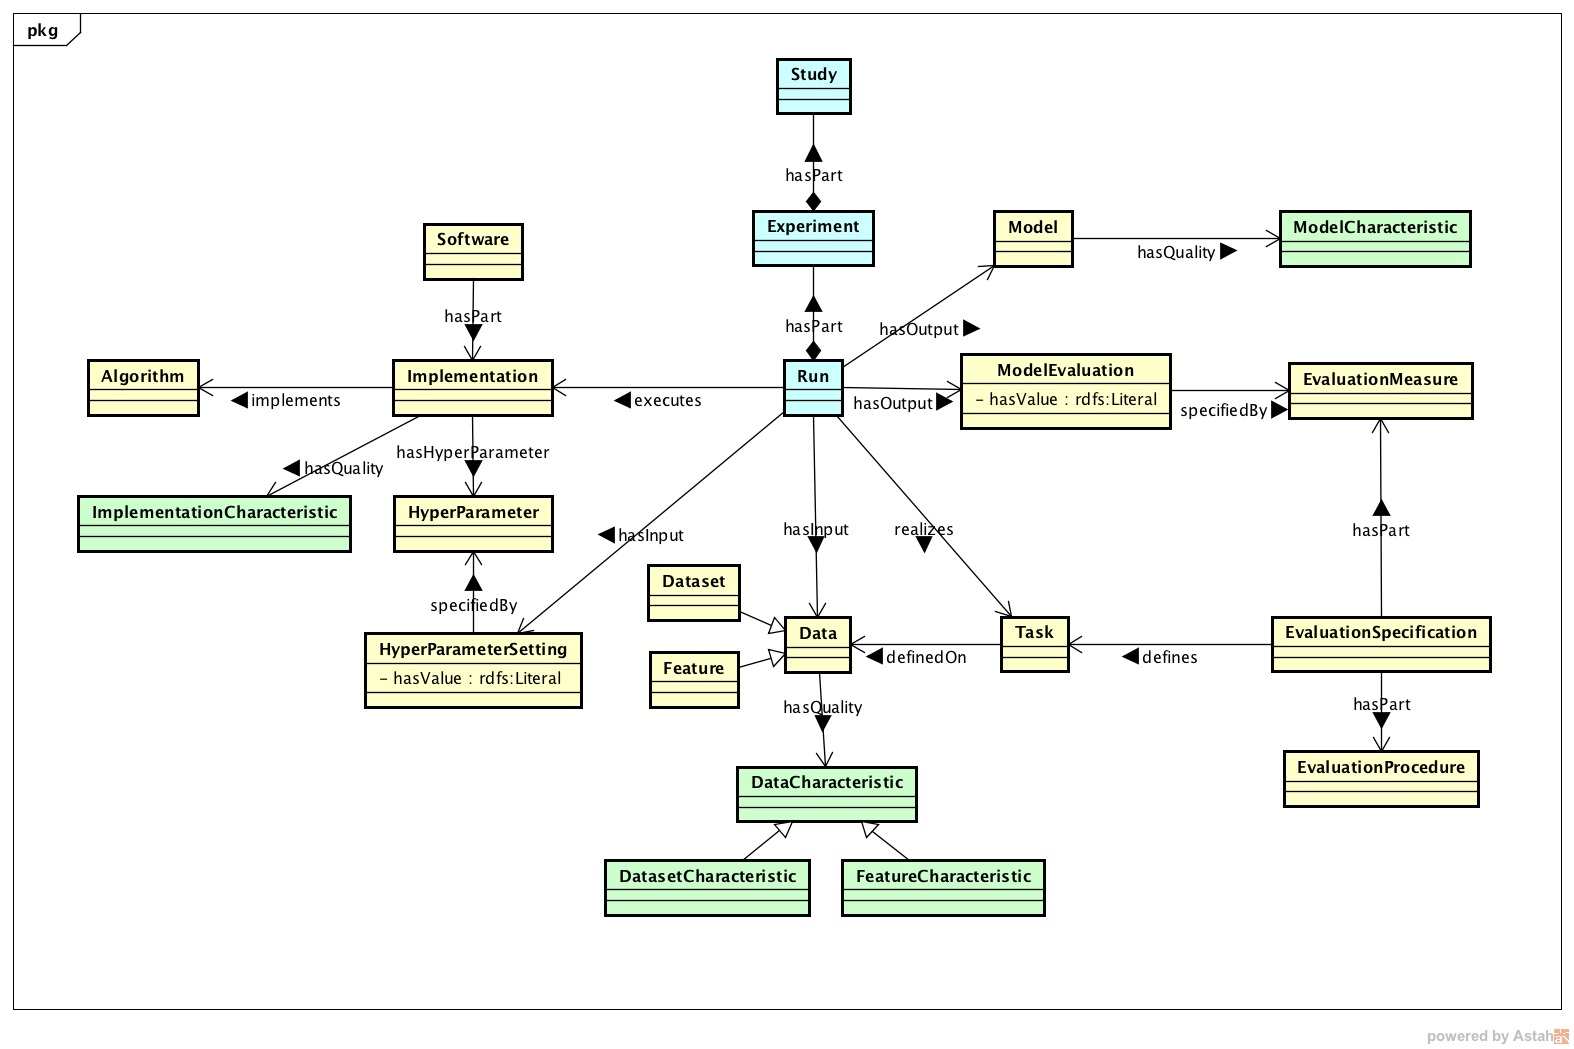 pkg
Study
hasPart
Experiment
Model
ModelCharacteristic
hasQuality
Software
hasPart
hasPart
hasOutput
Algorithm
Implementation
Run
ModelEvaluation
- hasValue : rdfs:Literal
EvaluationMeasure
implements
executes
hasOutput
specifiedBy
hasQuality
hasHyperParameter
ImplementationCharacteristic
HyperParameter
hasInput
hasInput
realizes
hasPart
Dataset
specifiedBy
HyperParameterSetting
- hasValue : rdfs:Literal
Feature
Data
Task
EvaluationSpecification
definedOn
defines
hasQuality
hasPart
DataCharacteristic
EvaluationProcedure
DatasetCharacteristic
FeatureCharacteristic
powered by Astah